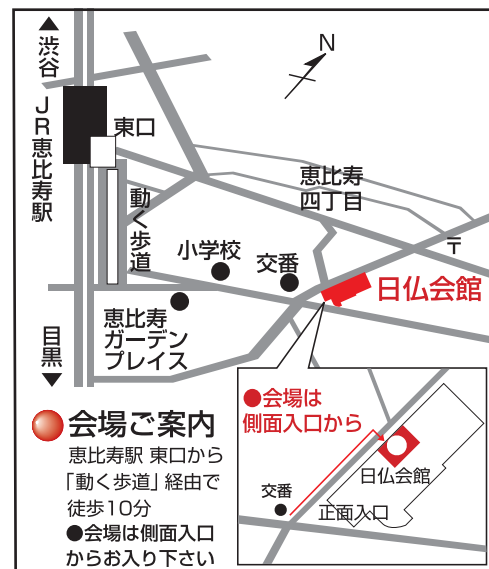 ▲
渋谷
N
JR恵比寿駅
東口
恵比寿
四丁目
動く歩道
〒
小学校
交番
日仏会館
恵比寿
ガーデン
プレイス
目黒
▼
●会場は
側面入口から
日仏会館
交番
正面入口
会場ご案内
恵比寿駅 東口から
「動く歩道」経由で
徒歩10分
●会場は側面入口
からお入り下さい